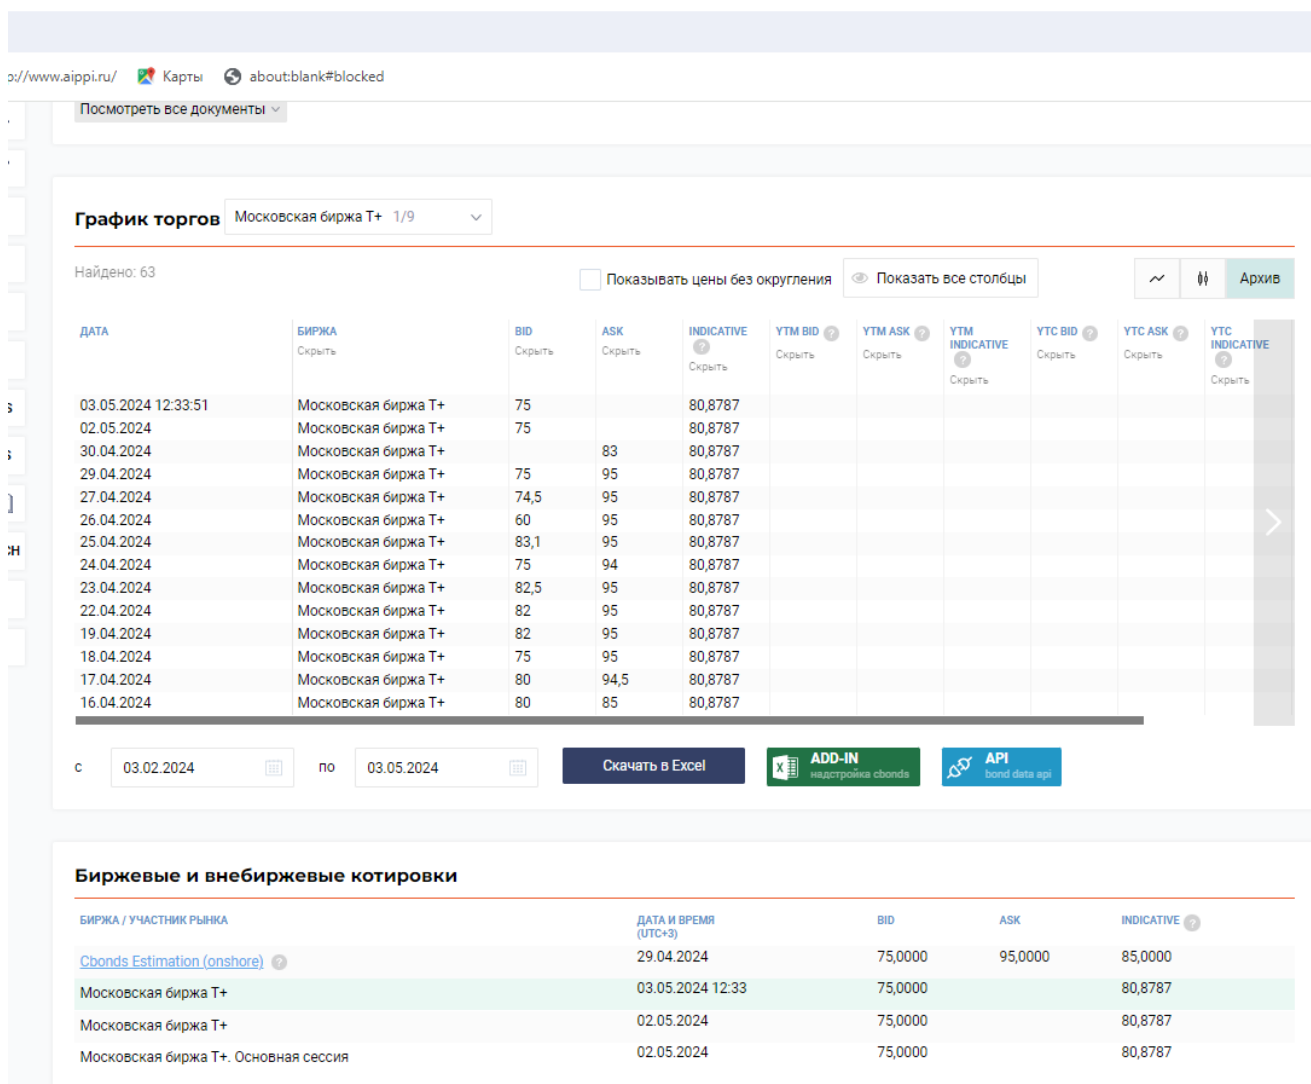 ://www.aippi.ru/ Карты about:blank#blocked
Посмотреть все документы
График торгов Московская биржа Т+ 1/9
Найдено: 63
Показывать цены без округления Показать все столбцы Архив
ДАТА БИРЖА BID ASK INDICATIVE YTM BID YTM ASK YTM INDICATIVE YTC BID YTC ASK YTC INDICATIVE
Скрыть Скрыть Скрыть Скрыть Скрыть Скрыть Скрыть Скрыть Скрыть Скрыть
03.05.2024 12:33:51 Московская биржа Т+ 75 80,8787
02.05.2024 Московская биржа Т+ 75 80,8787
30.04.2024 Московская биржа Т+ 83 80,8787
29.04.2024 Московская биржа Т+ 75 95 80,8787
27.04.2024 Московская биржа Т+ 74,5 95 80,8787
26.04.2024 Московская биржа Т+ 60 95 80,8787
25.04.2024 Московская биржа Т+ 83,1 95 80,8787
24.04.2024 Московская биржа Т+ 75 94 80,8787
23.04.2024 Московская биржа Т+ 82,5 95 80,8787
22.04.2024 Московская биржа Т+ 82 95 80,8787
19.04.2024 Московская биржа Т+ 82 95 80,8787
18.04.2024 Московская биржа Т+ 75 95 80,8787
17.04.2024 Московская биржа Т+ 80 94,5 80,8787
16.04.2024 Московская биржа Т+ 80 85 80,8787
с 03.02.2024 по 03.05.2024 Скачать в Excel ADD-IN надстройка cbonds API bond data api
Биржевые и внебиржевые котировки
БИРЖА / УЧАСТНИК РЫНКА ДАТА И ВРЕМЯ (UTC+3) BID ASK INDICATIVE
Cbonds Estimation (onshore) 29.04.2024 75,0000 95,0000 85,0000
Московская биржа Т+ 03.05.2024 12:33 75,0000 80,8787
Московская биржа Т+ 02.05.2024 75,0000 80,8787
Московская биржа Т+. Основная сессия 02.05.2024 75,0000 80,8787